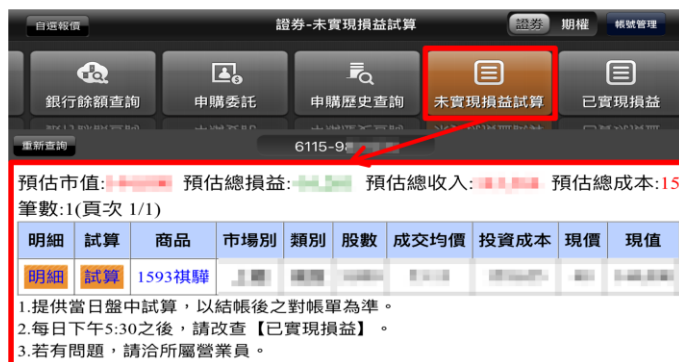 自選報價 證券-未實現損益試算 證券 期權 帳號管理
銀行餘額查詢 申購委託 申購歷史查詢 未實現損益試算 已實現損益
重新查詢 6115-98
預估市值: 預估總損益: 預估總收入: 預估總成本:15
筆數:1(頁次 1/1)
明細 試算 商品 市場別 類別 股數 成交均價 投資成本 現價 現值
明細 試算 1593祺驊
1.提供當日盤中試算，以結帳後之對帳單為準。
2.每日下午5:30之後，請改查【已實現損益】。
3.若有問題，請洽所屬營業員。